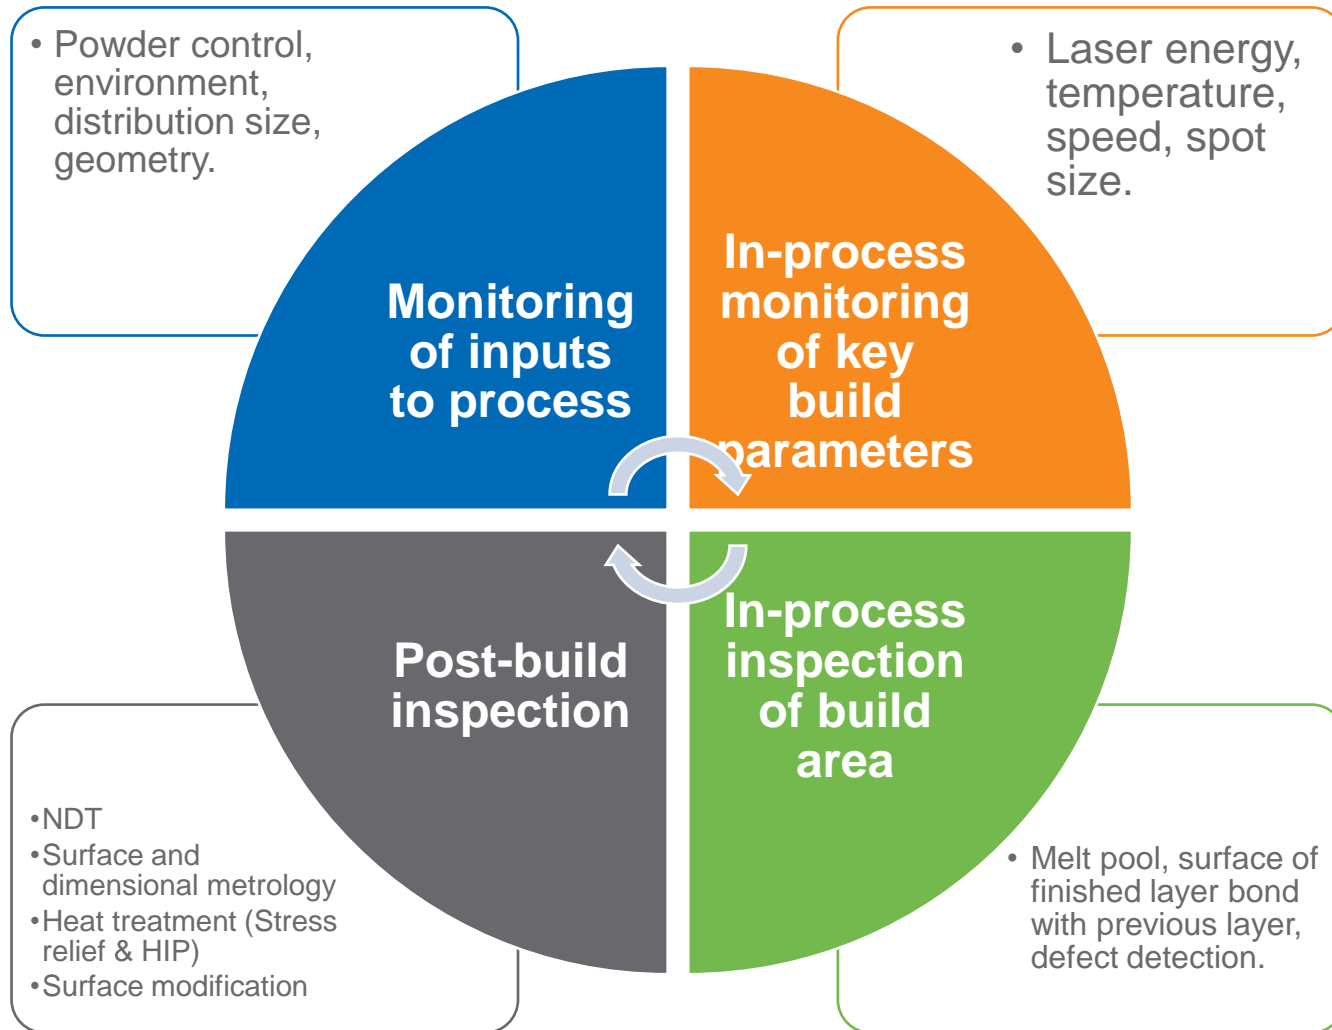 • Powder control,
environment,
distribution size,
geometry.
• Laser energy,
temperature,
speed, spot
size.
Monitoring
of inputs
to process
In-process
monitoring
of key
build
parameters
Post-build
inspection
In-process
inspection
of build
area
•NDT
•Surface and
dimensional metrology
•Heat treatment (Stress
relief & HIP)
•Surface modification
• Melt pool, surface of
finished layer bond
with previous layer,
defect detection.